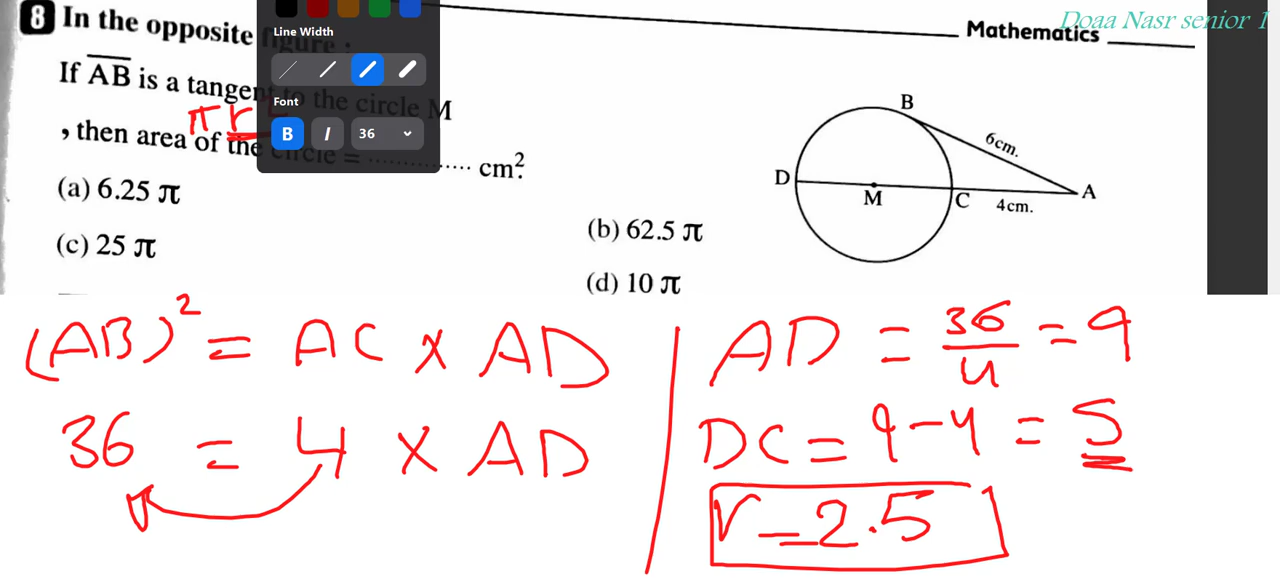 Doaa Nasr senior 1
Mathematics
8 In the opposite figure :
If AB is a tangent to the circle M
πr
, then area of the circle = .............. cm².
(a) 6.25 π
(b) 62.5 π
(c) 25 π
(d) 10 π
Line Width
Font
B I 36
B
6cm.
D
M
C
4cm.
A
(AB)² = AC × AD
36 = 4 × AD
AD = 36/4 = 9
DC = 9 - 4 = 5
r = 2.5